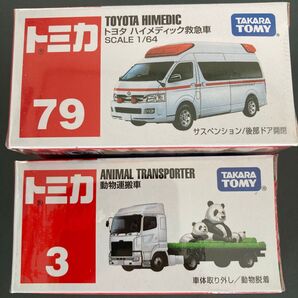 トミカ
79
TOYOTA HIMEDIC
トヨタ ハイメディック救急車
SCALE 1/64
TAKARA
TOMY
サスペンション/後部ドア開閉
トミカ
3
ANIMAL TRANSPORTER
動物運搬車
TAKARA
TOMY
車体取り外し/動物脱着